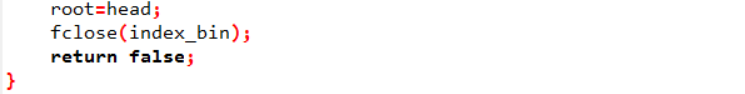 root=head;
fclose(index_bin);
return false;
}